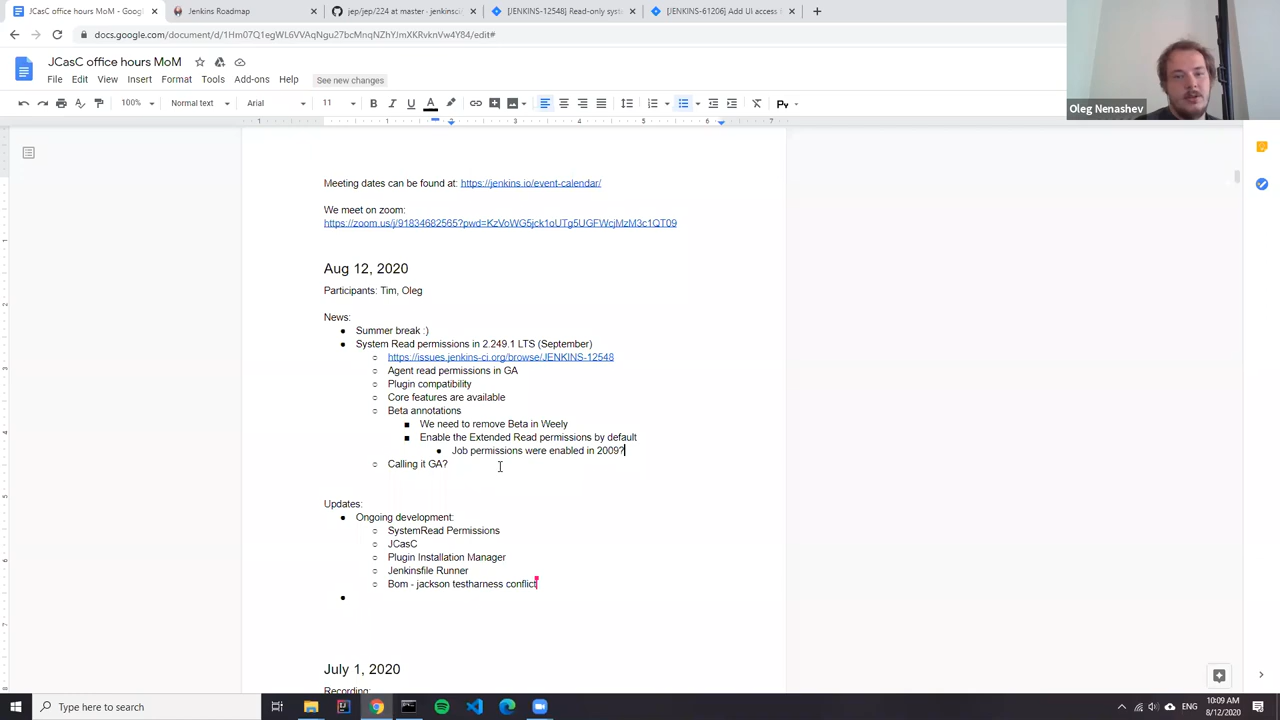 JCasC office hours MoM - Googl
Jenkins Roadmap
jep/jep/224 at master · jenkinsci
[JENKINS-12548] Read-only syst
[JENKINS-61206] Add UI access
docs.google.com/document/d/1Hm07Q1egWL6VVAqNgu27bcMnqNZhYJmXKRvknVw4Y84/edit#
JCasC office hours MoM
File Edit View Insert Format Tools Add-ons Help See new changes
100% Normal text Arial 11
Oleg Nenashev
Meeting dates can be found at: https://jenkins.io/event-calendar/
We meet on zoom:
https://zoom.us/j/91834682565?pwd=KzVoWG5jck1oUTg5UGFWcjMzM3c1QT09
Aug 12, 2020
Participants: Tim, Oleg
News:
Summer break :)
System Read permissions in 2.249.1 LTS (September)
https://issues.jenkins-ci.org/browse/JENKINS-12548
Agent read permissions in GA
Plugin compatibility
Core features are available
Beta annotations
We need to remove Beta in Weely
Enable the Extended Read permissions by default
Job permissions were enabled in 2009?
Calling it GA?
Updates:
Ongoing development:
SystemRead Permissions
JCasC
Plugin Installation Manager
Jenkinsfile Runner
Bom - jackson testharness conflict
July 1, 2020
Recording:
Type here to search
ENG
10:09 AM
8/12/2020